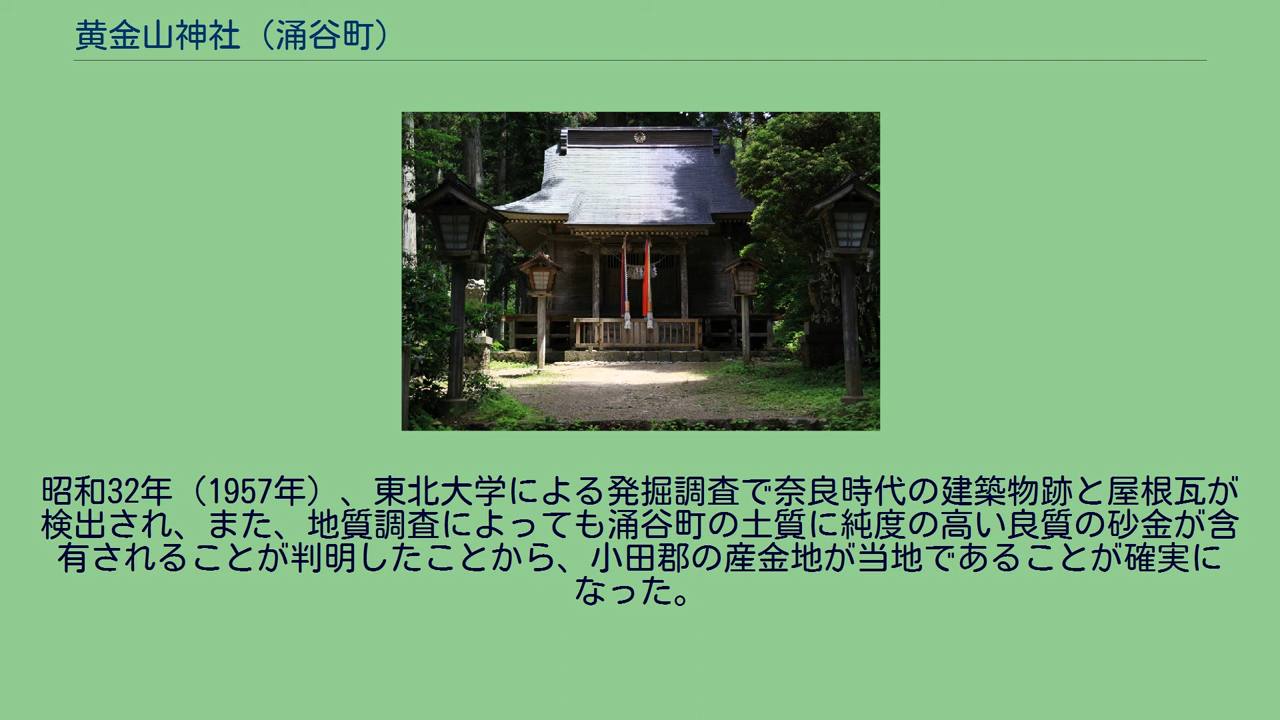 黄金山神社（涌谷町）
昭和32年（1957年）、東北大学による発掘調査で奈良時代の建築物跡と屋根瓦が
検出され、また、地質調査によっても涌谷町の土質に純度の高い良質の砂金が含
有されることが判明したことから、小田郡の産金地が当地であることが確実に
なった。